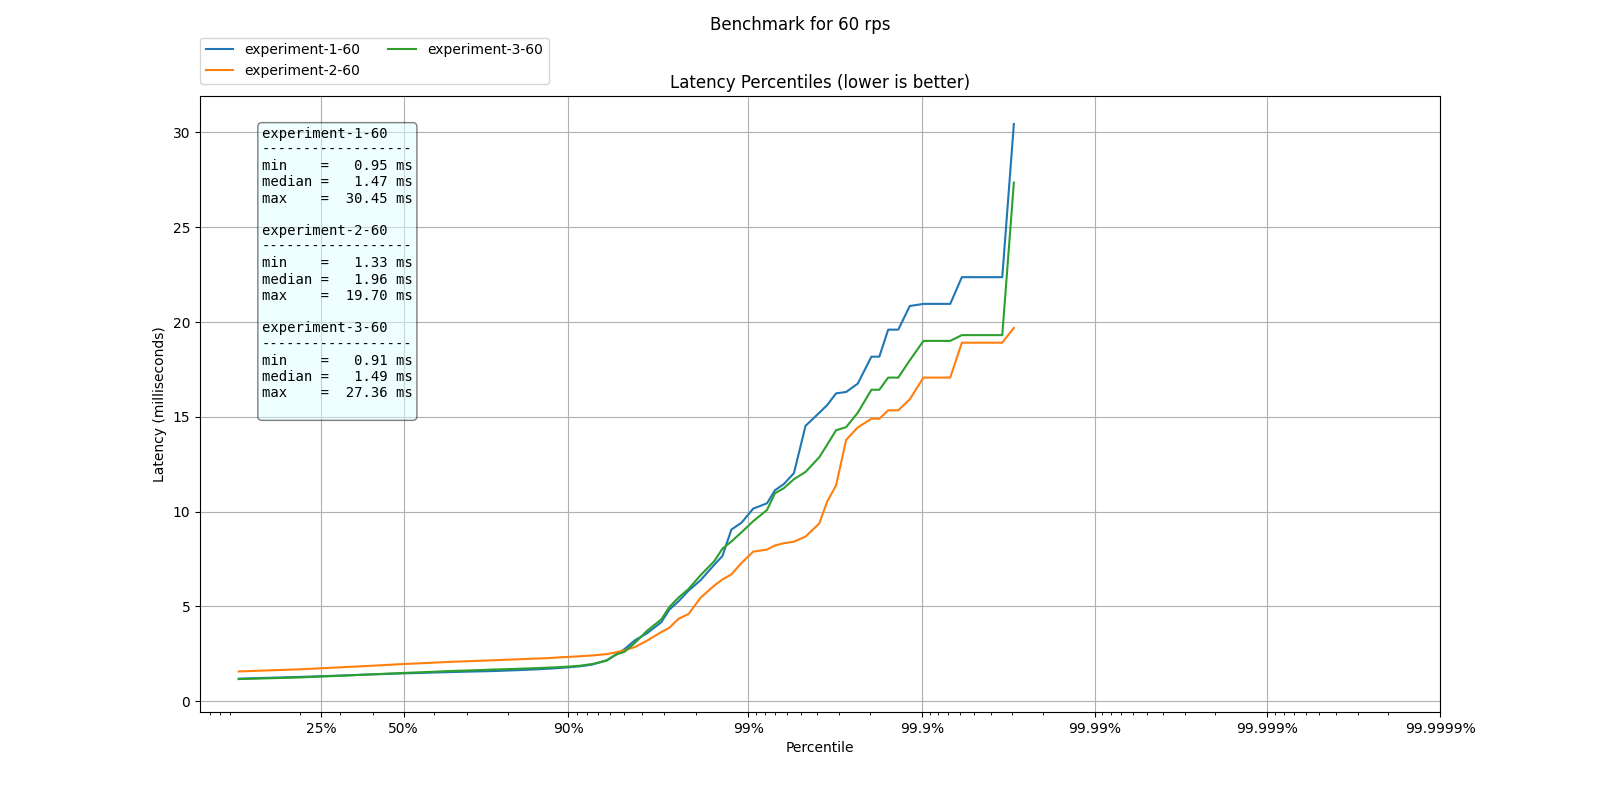 Benchmark for 60 rps
experiment-1-60
experiment-2-60
experiment-3-60
Latency Percentiles (lower is better)
experiment-1-60
------------------
min    =   0.95 ms
median =   1.47 ms
max    =  30.45 ms
experiment-2-60
------------------
min    =   1.33 ms
median =   1.96 ms
max    =  19.70 ms
experiment-3-60
------------------
min    =   0.91 ms
median =   1.49 ms
max    =  27.36 ms
30
25
20
15
10
5
0
Latency (milliseconds)
25% 50% 90% 99% 99.9% 99.99% 99.999% 99.9999%
Percentile